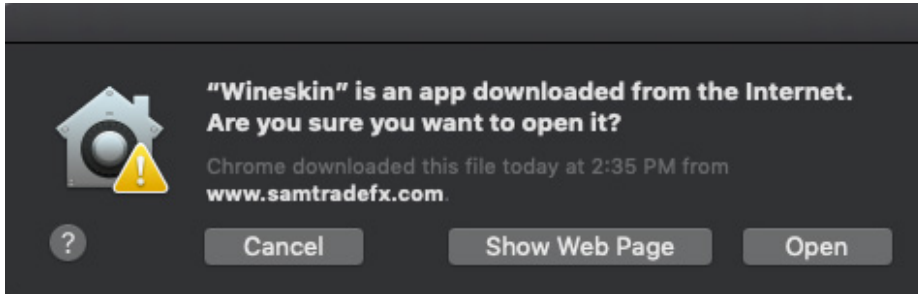 “Wineskin” is an app downloaded from the Internet.
Are you sure you want to open it?
Chrome downloaded this file today at 2:35 PM from
www.samtradefx.com.
? Cancel Show Web Page Open